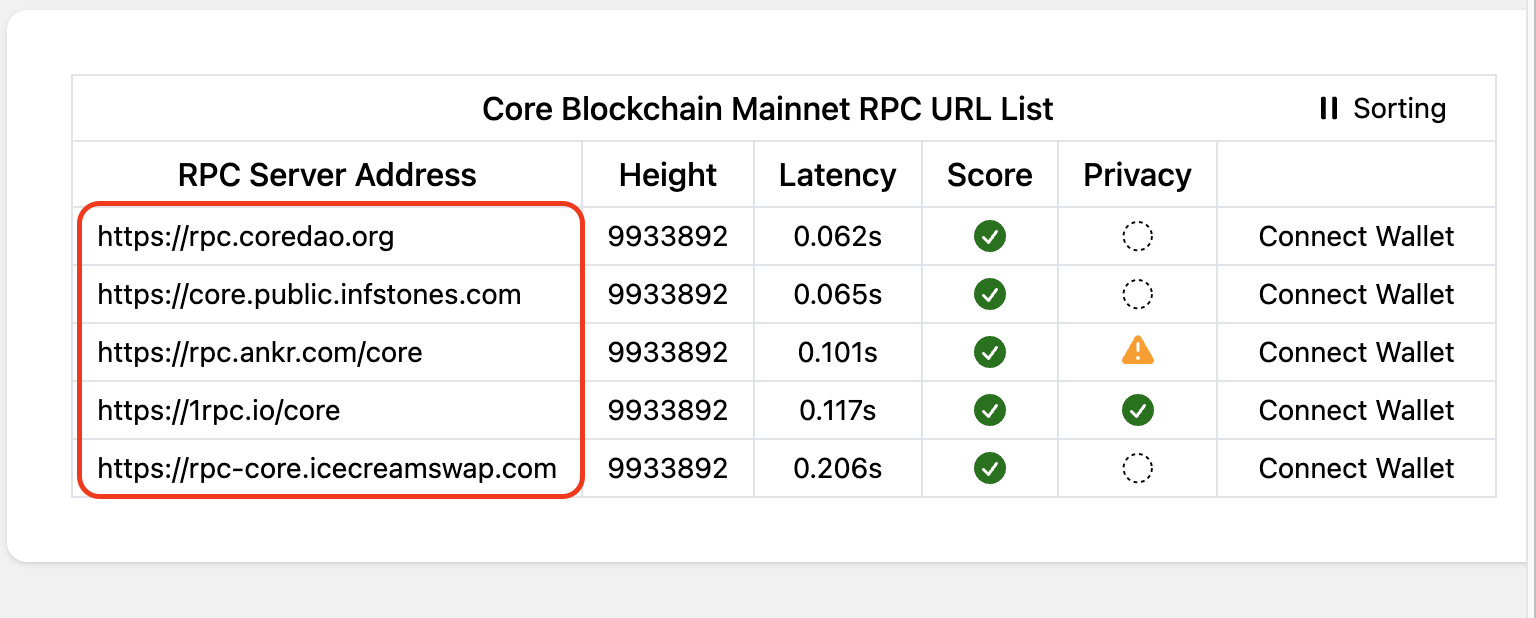 Core Blockchain Mainnet RPC URL List Sorting
RPC Server Address Height Latency Score Privacy
https://rpc.coredao.org 9933892 0.062s Connect Wallet
https://core.public.infstones.com 9933892 0.065s Connect Wallet
https://rpc.ankr.com/core 9933892 0.101s Connect Wallet
https://1rpc.io/core 9933892 0.117s Connect Wallet
https://rpc-core.icecreamswap.com 9933892 0.206s Connect Wallet